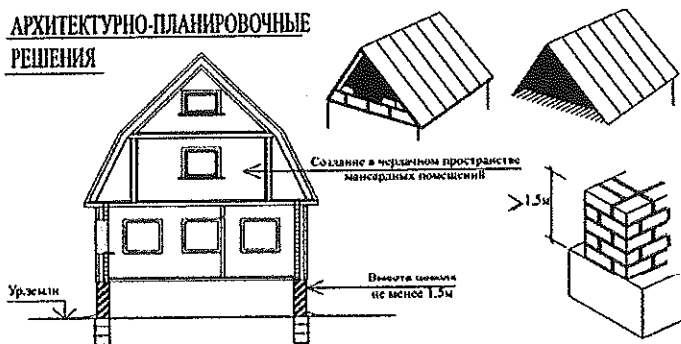 АРХИТЕКТУРНО-ПЛАНИРОВОЧНЫЕ
РЕШЕНИЯ
Создание в чердачном пространстве
мансардных помещений
>1.5м
Высота цоколя
не менее 1.5м
Ур.земли